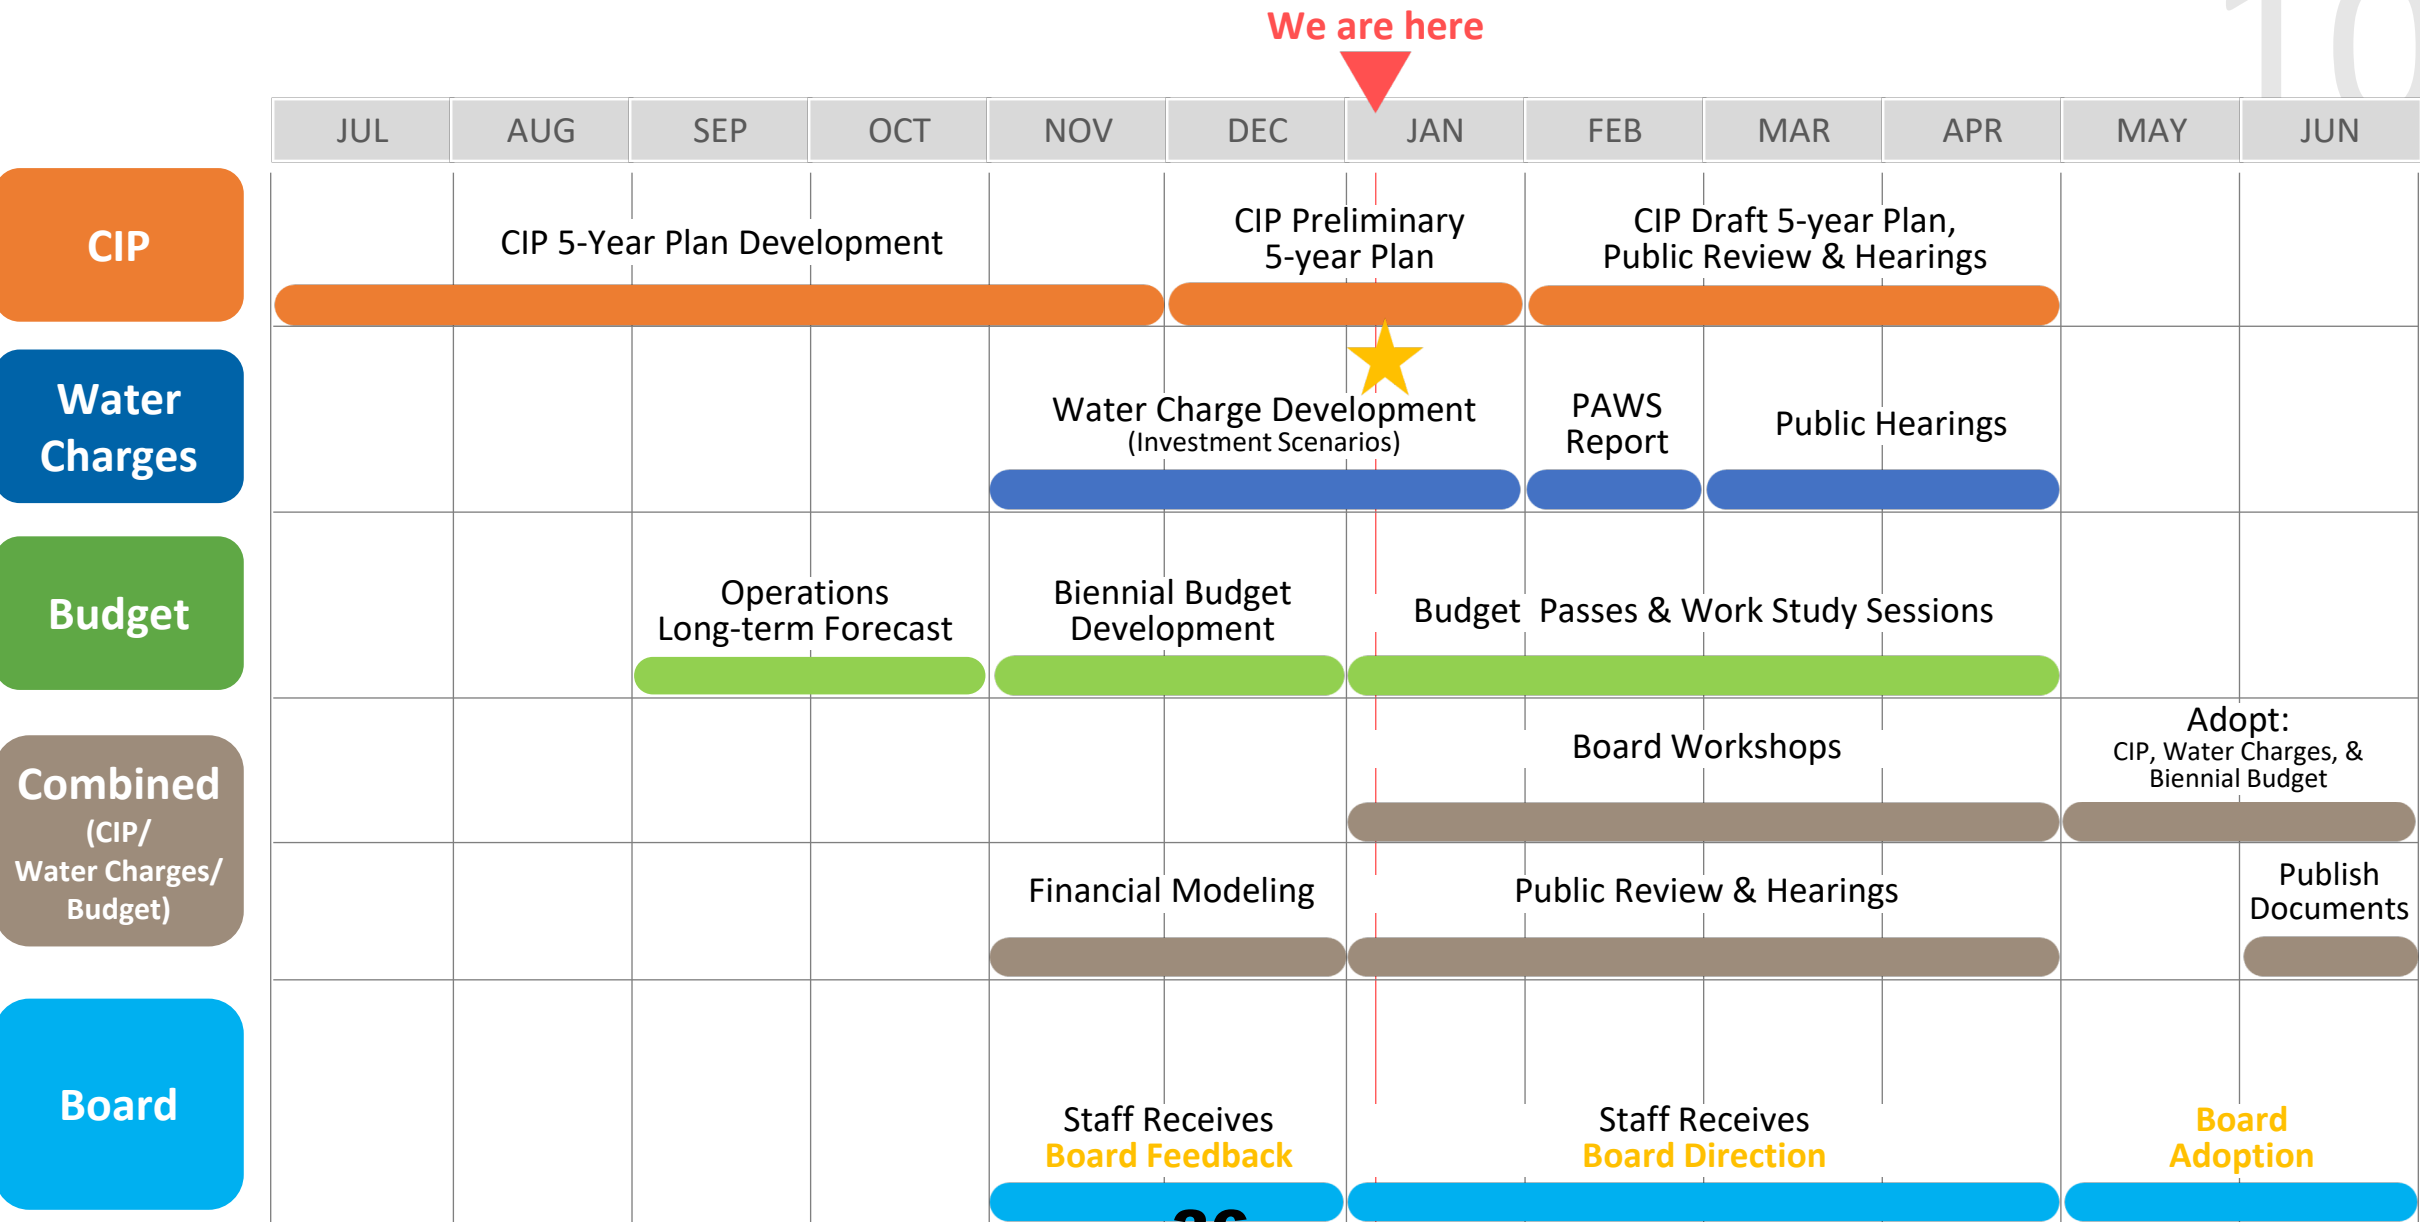 10
We are here
JUL AUG SEP OCT NOV DEC JAN FEB MAR APR MAY JUN
CIP
CIP 5-Year Plan Development
CIP Preliminary
5-year Plan
CIP Draft 5-year Plan,
Public Review & Hearings
Water
Charges
Water Charge Development
(Investment Scenarios)
PAWS
Report
Public Hearings
Budget
Operations
Long-term Forecast
Biennial Budget
Development
Budget Passes & Work Study Sessions
Combined
(CIP/
Water Charges/
Budget)
Board Workshops
Adopt:
CIP, Water Charges, &
Biennial Budget
Financial Modeling
Public Review & Hearings
Publish
Documents
Board
Staff Receives
Board Feedback
Staff Receives
Board Direction
Board
Adoption